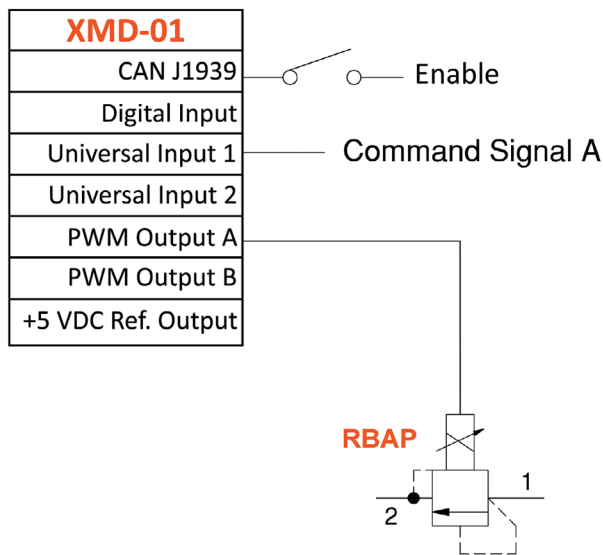 XMD-01
CAN J1939
Enable
Digital Input
Universal Input 1
Command Signal A
Universal Input 2
PWM Output A
PWM Output B
+5 VDC Ref. Output
RBAP
1
2